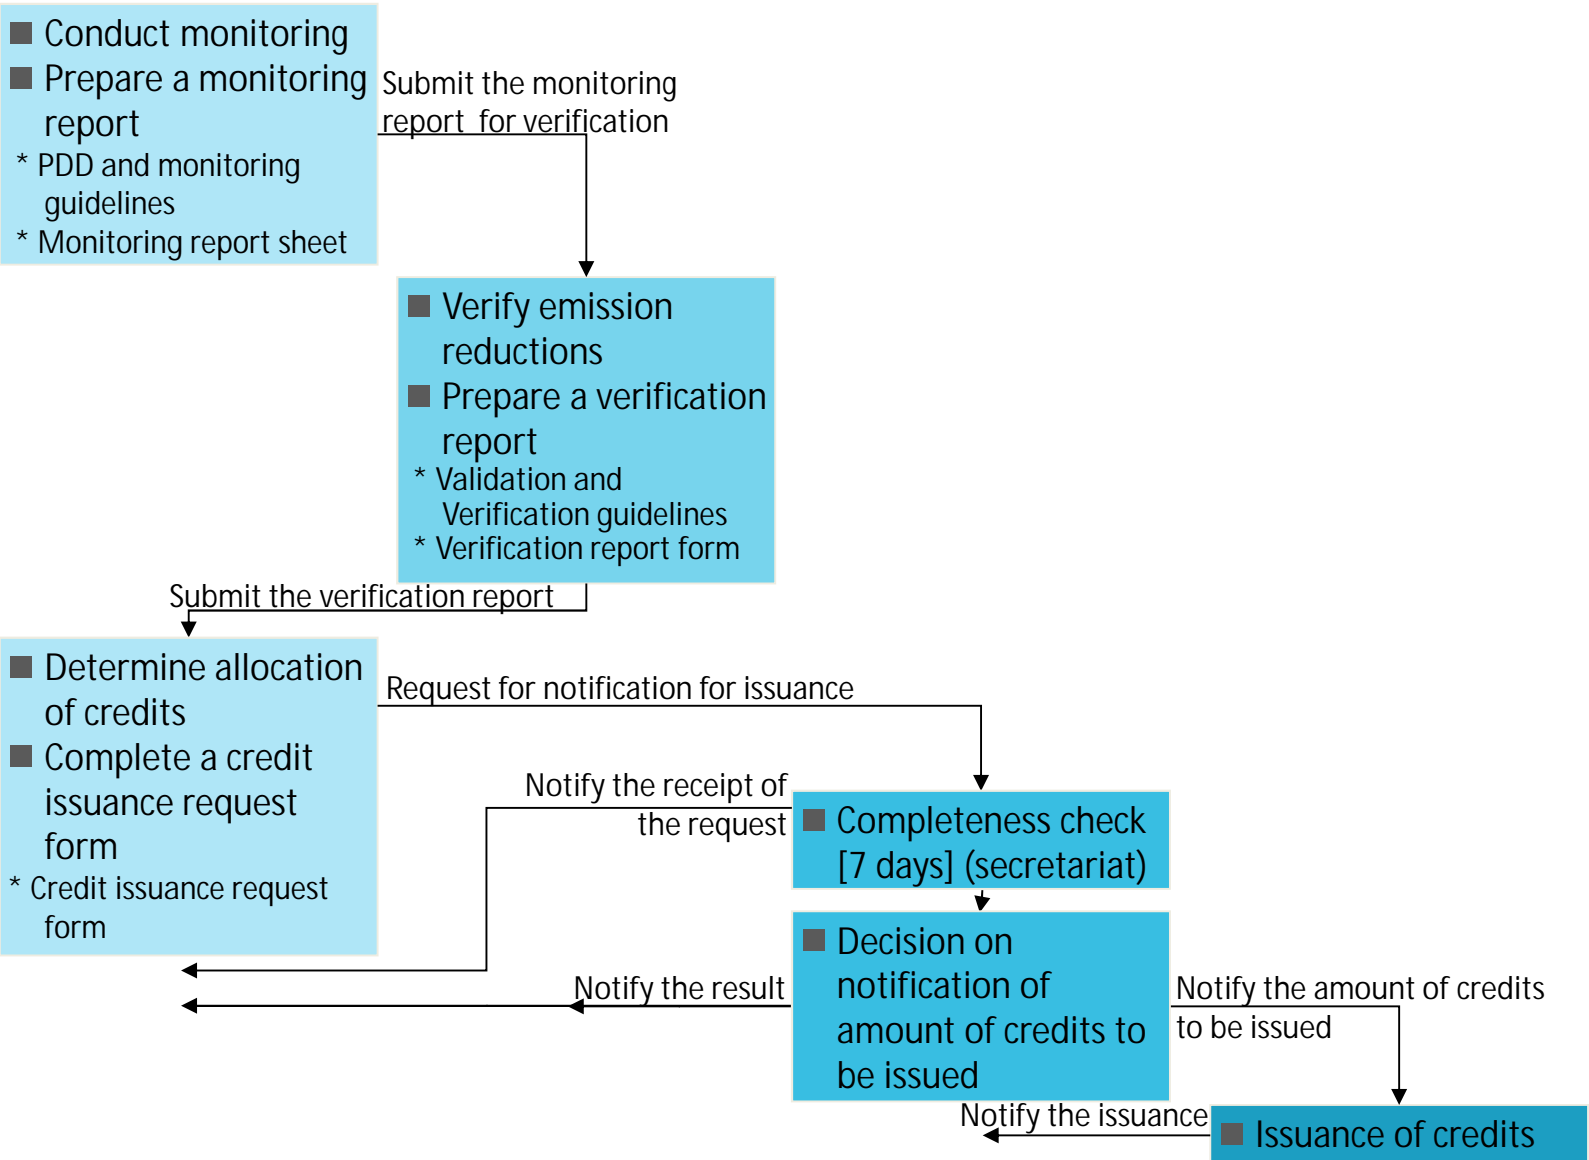 ■ Conduct monitoring
■ Prepare a monitoring
report
* PDD and monitoring
guidelines
* Monitoring report sheet
Submit the monitoring
report for verification
■ Verify emission
reductions
■ Prepare a verification
report
* Validation and
Verification guidelines
* Verification report form
Submit the verification report
■ Determine allocation
of credits
■ Complete a credit
issuance request
form
* Credit issuance request
form
Request for notification for issuance
Notify the receipt of
the request
■ Completeness check
[7 days] (secretariat)
■ Decision on
notification of
amount of credits to
be issued
Notify the result
Notify the amount of credits
to be issued
Notify the issuance
■ Issuance of credits